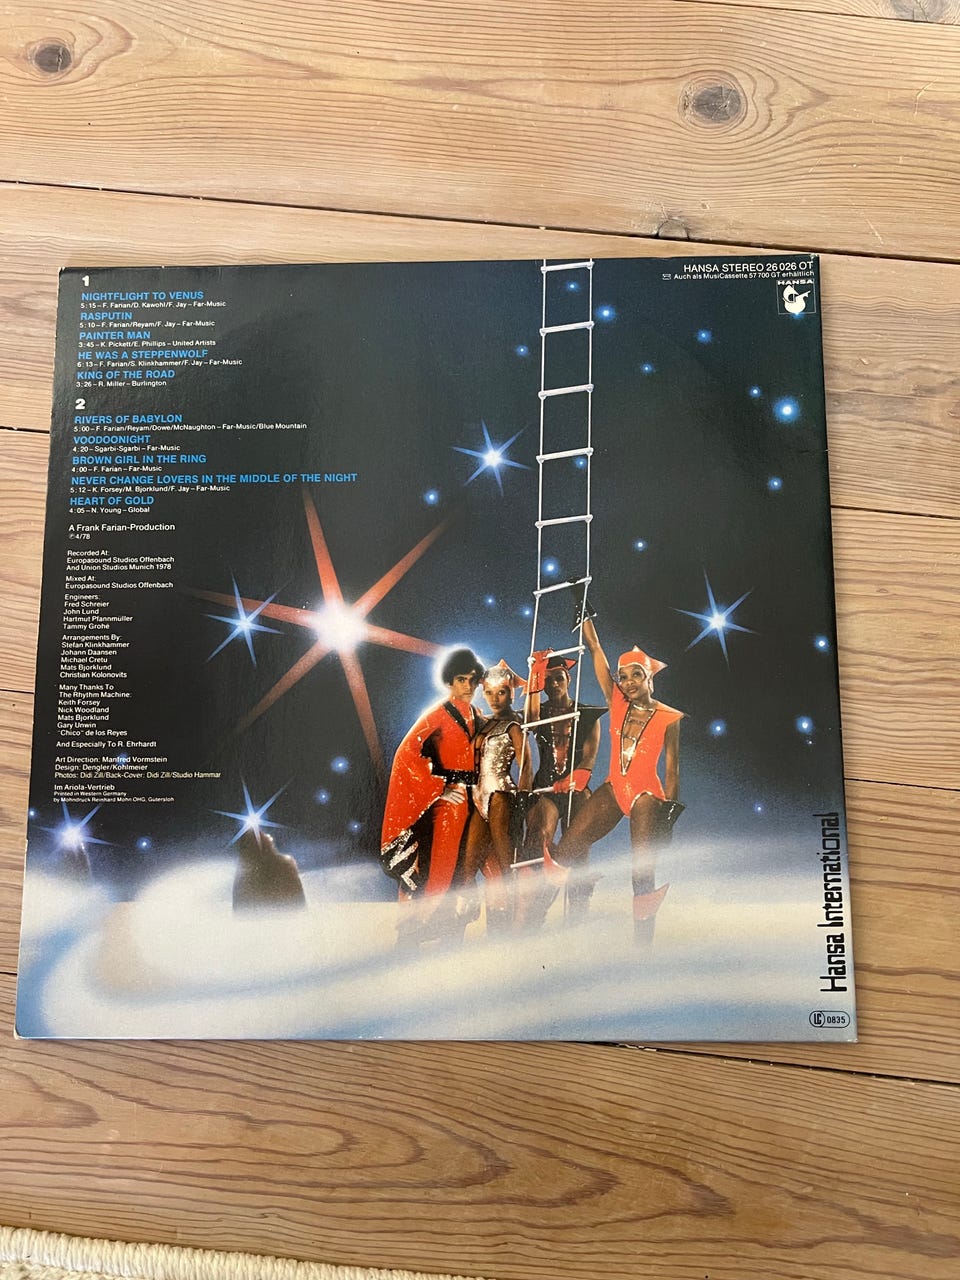 1
NIGHTFLIGHT TO VENUS
5:15 – F. Farian/D. Kawohl/F. Jay – Far-Music
RASPUTIN
5:10 – F. Farian/Reyam/F. Jay – Far-Music
PAINTER MAN
3:45 – K. Pickett/E. Phillips – United Artists
HE WAS A STEPPENWOLF
6:13 – F. Farian/S. Klinkhammer/F. Jay – Far-Music
KING OF THE ROAD
3:26 – R. Miller – Burlington
2
RIVERS OF BABYLON
5:00 – F. Farian/Reyam/Dowe/McNaughton – Far-Music/Blue Mountain
VOODOONIGHT
4:20 – Sgarbi-Sgarbi – Far-Music
BROWN GIRL IN THE RING
4:00 – F. Farian – Far-Music
NEVER CHANGE LOVERS IN THE MIDDLE OF THE NIGHT
5:12 – K. Forsey/M. Bjorklund/F. Jay – Far-Music
HEART OF GOLD
4:05 – N. Young – Global
A Frank Farian-Production
℗ 4/78
Recorded At:
Europasound Studios Offenbach
And Union Studios Munich 1978
Mixed At:
Europasound Studios Offenbach
Engineers:
Fred Schreier
John Lund
Hartmut Pfannmüller
Tammy Grohé
Arrangements By:
Stefan Klinkhammer
Johann Daansen
Michael Cretu
Mats Bjorklund
Christian Kolonovits
Many Thanks To
The Rhythm Machine:
Keith Forsey
Nick Woodland
Mats Bjorklund
Gary Unwin
"Chico" de los Reyes
And Especially To R. Ehrhardt
Art Direction: Manfred Vormstein
Design: Dengler/Kohlmeier
Photos: Didi Zill/Back-Cover: Didi Zill/Studio Hammar
Im Ariola-Vertrieb
Printed in Western Germany
by Mohndruck Reinhard Mohn OHG, Gutersloh
HANSA STEREO 26 026 OT
Auch als MusiCassette 57 700 GT erhältlich
HANSA
Hansa International
LC 0835